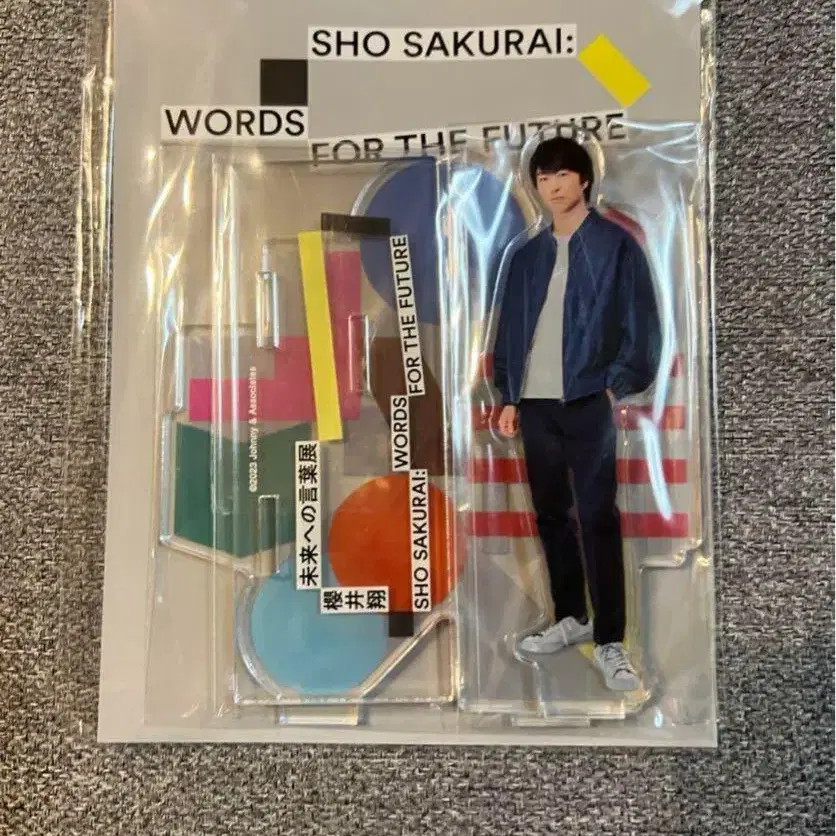 SHO SAKURAI:
WORDS
FOR THE FUTURE
FOR THE FUTURE
WORDS
SHO SAKURAI:
©2023 Johnny & Associates
未来への言葉展
櫻井翔